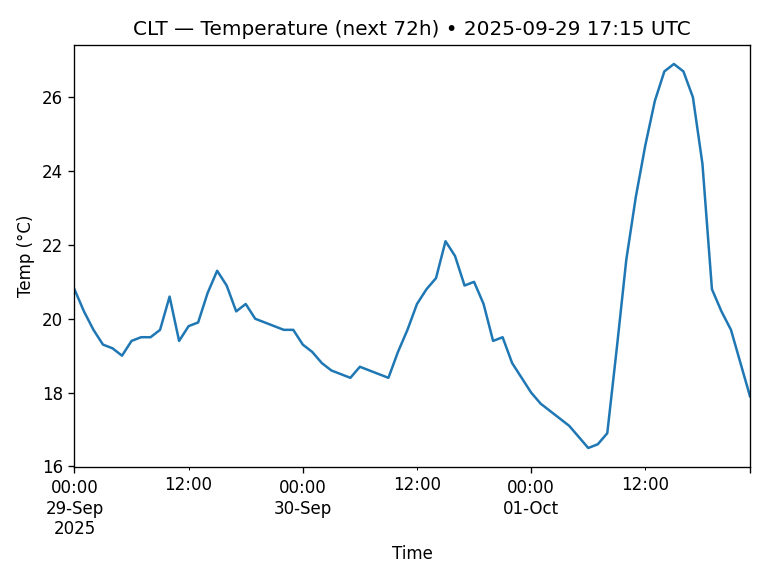 CLT — Temperature (next 72h) • 2025-09-29 17:15 UTC
Temp (°C)
26
24
22
20
18
16
00:00 12:00 00:00 12:00 00:00 12:00
29-Sep 30-Sep 01-Oct
2025
Time